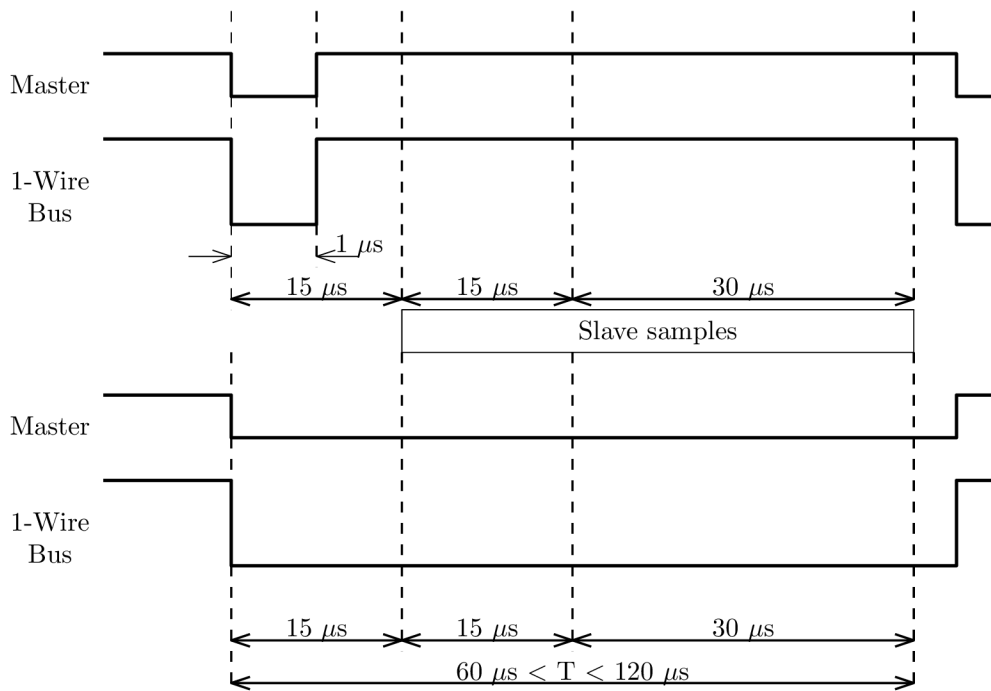 Master
1-Wire
Bus
1 μs
15 μs 15 μs 30 μs
Slave samples
Master
1-Wire
Bus
15 μs 15 μs 30 μs
60 μs < T < 120 μs